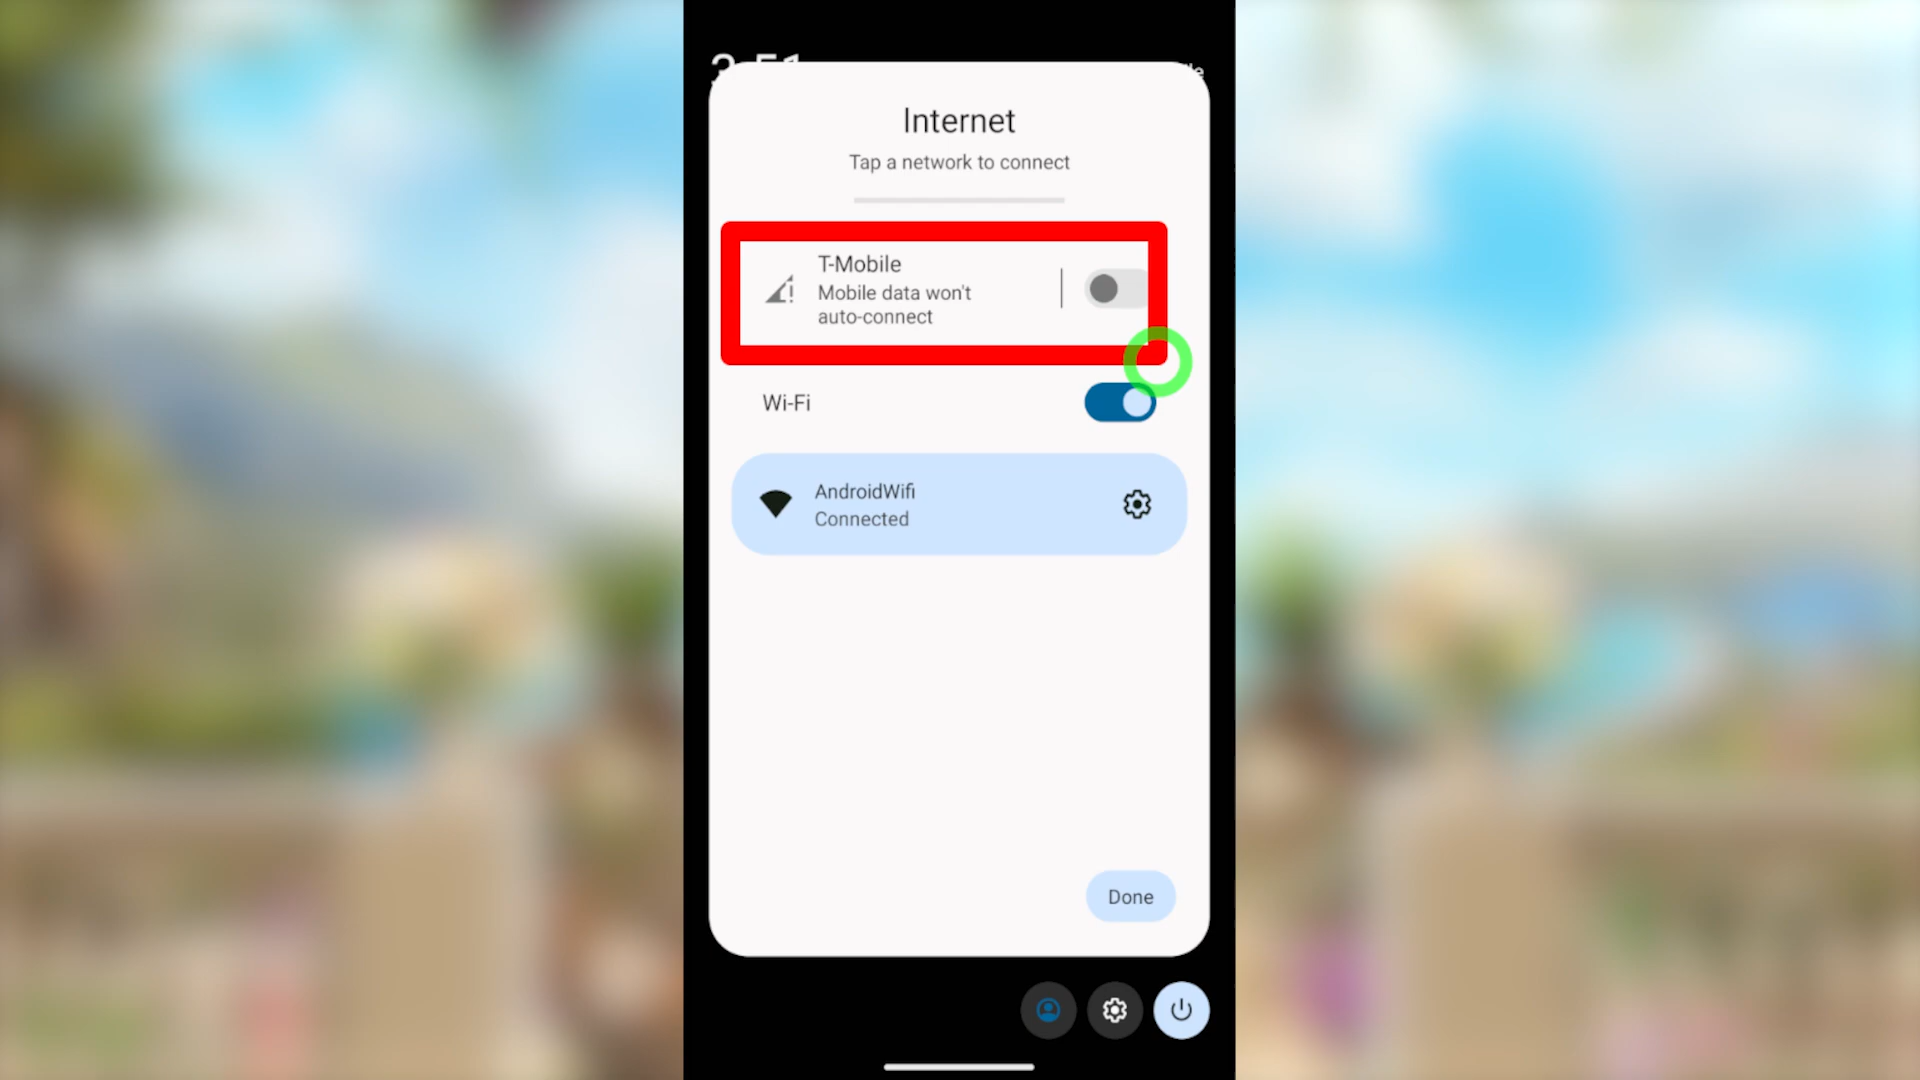 Internet
Tap a network to connect
T-Mobile
Mobile data won't
auto-connect
Wi-Fi
AndroidWifi
Connected
Done